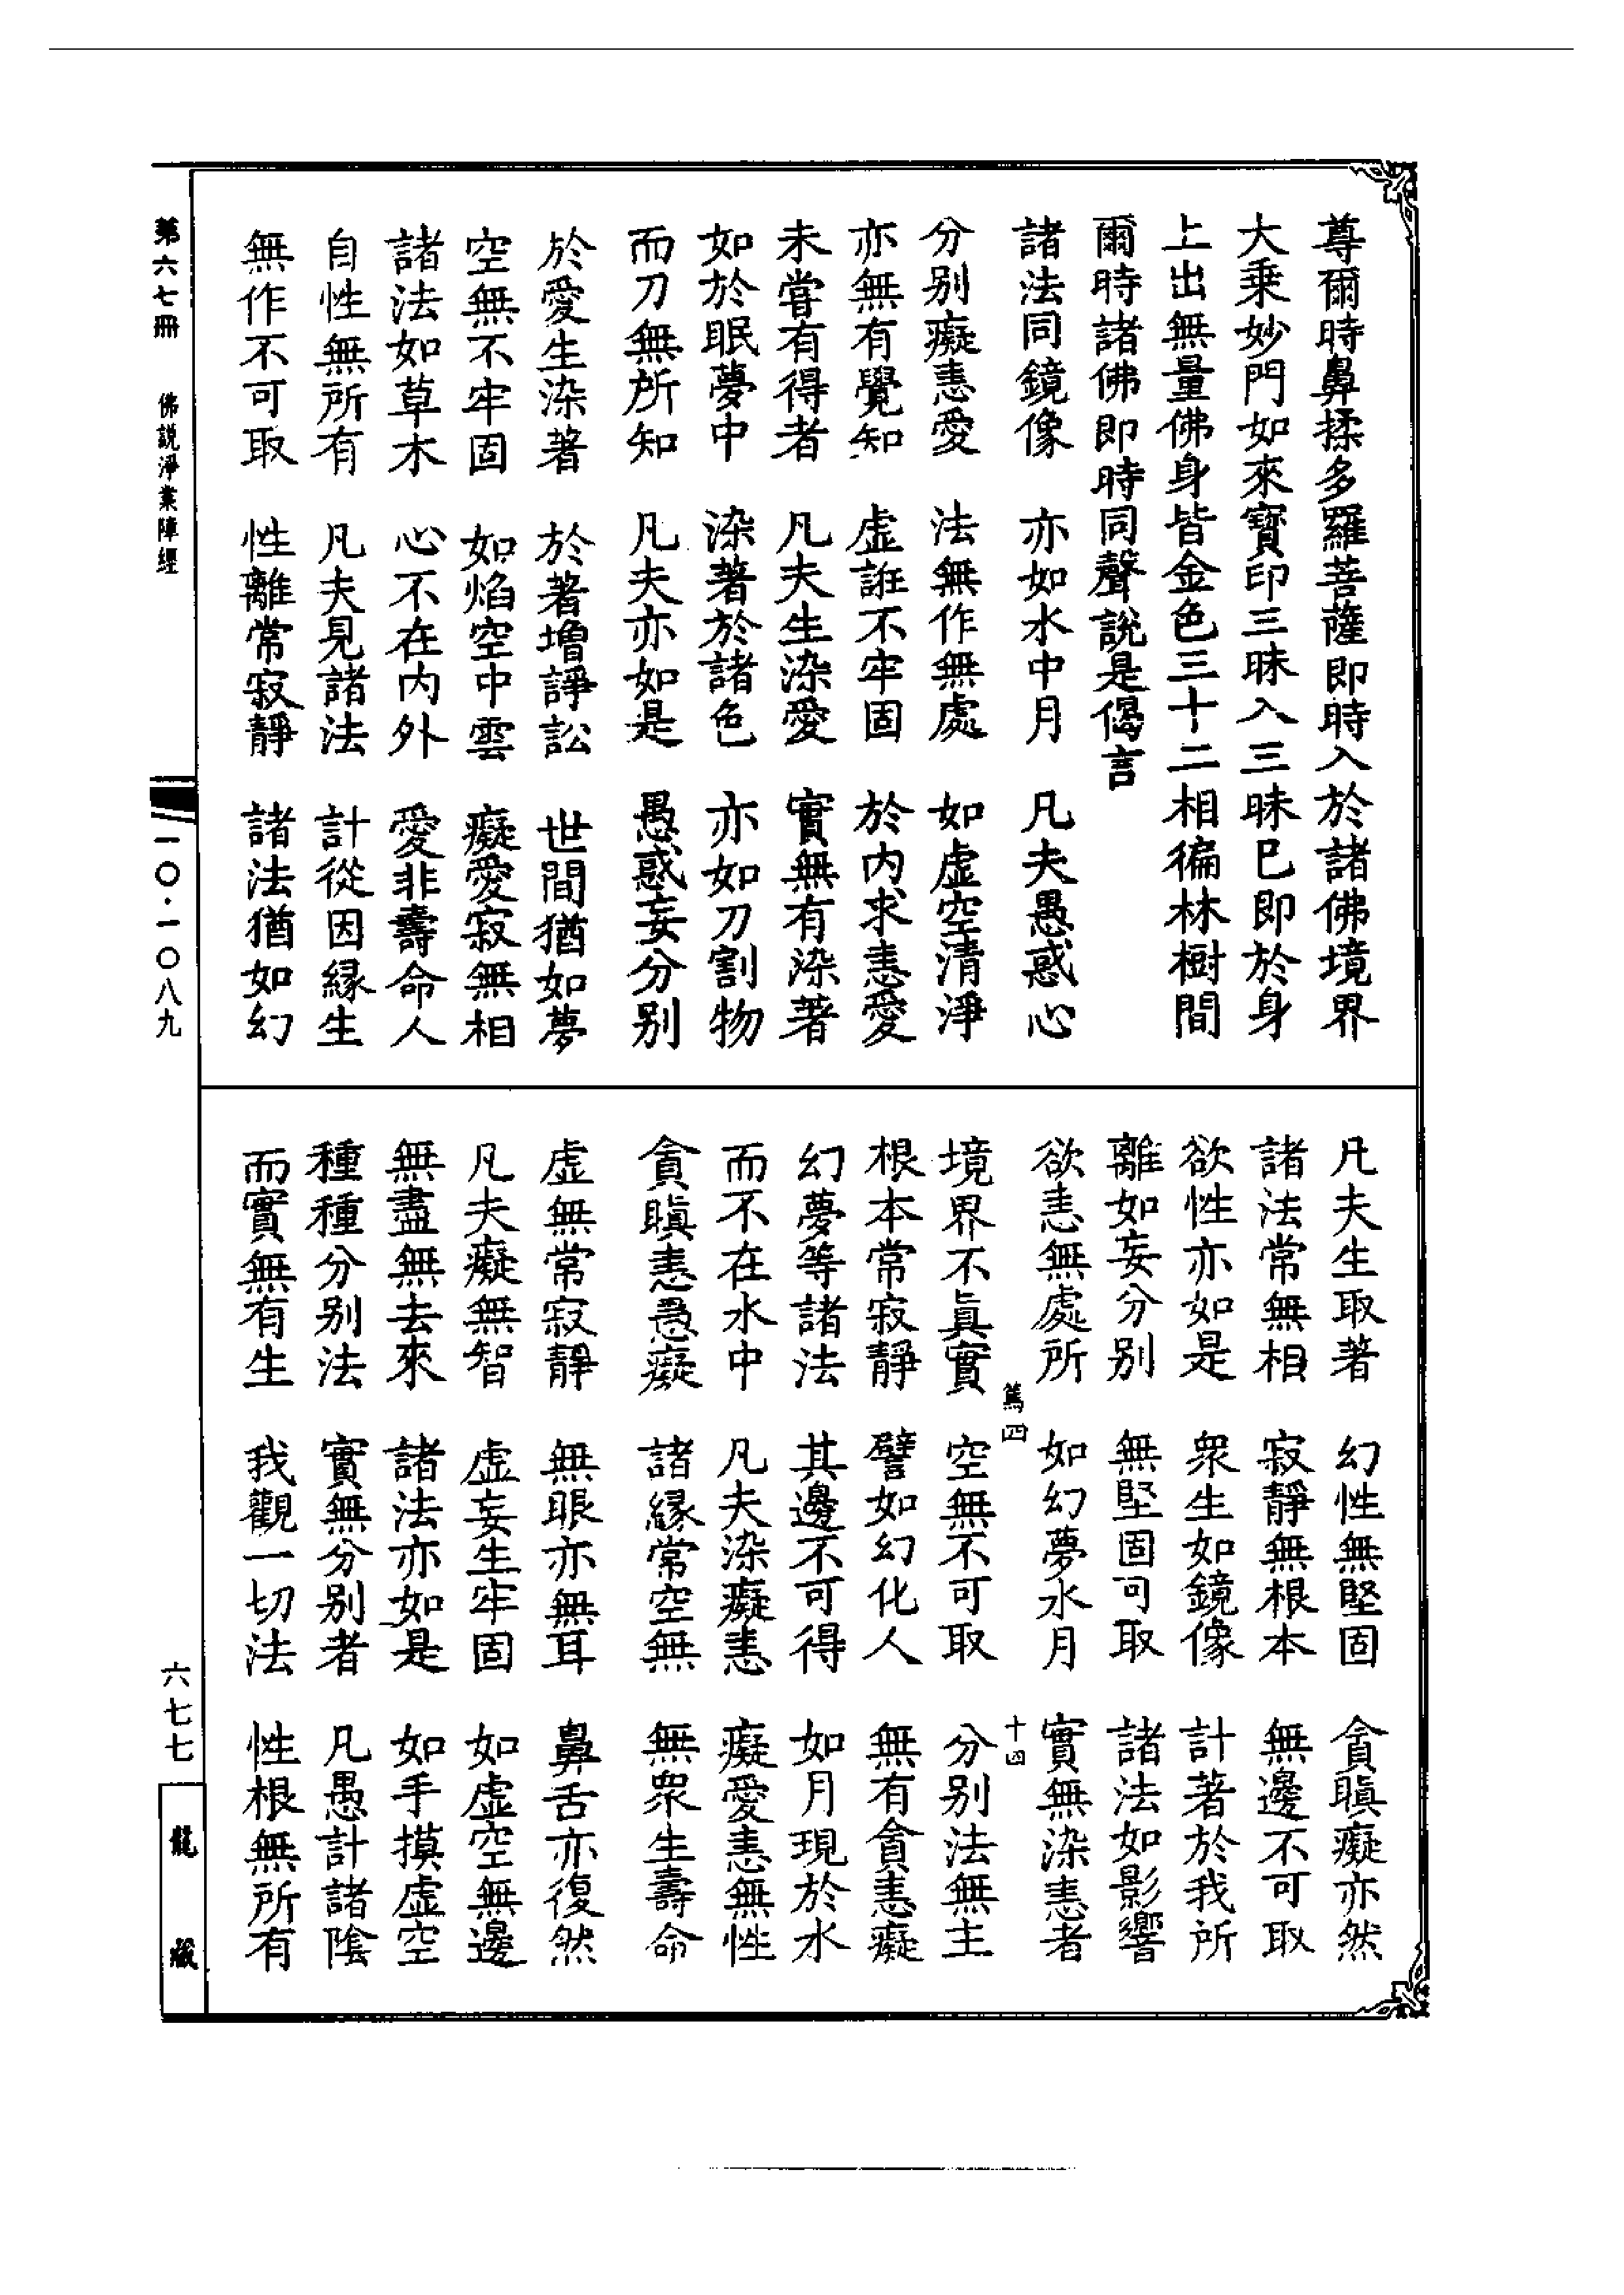 尊爾時鼻揉多羅菩薩即時入於諸佛境界
大乗妙門如來寳印三昧入三昧已即於身
上出無量佛身皆金色三十二相徧林樹間
爾時諸佛即時同聲說是偈言
諸法同鏡像　亦如水中月　凡夫愚惑心
分别癡恚愛　法無作無處　如虚空清淨
亦無有覺知　虚誑不牢固　於内求恚愛
未嘗有得者　凡夫生染愛　實無有染著
如於眠夢中　染著於諸色　亦如刀割物
而刀無所知　凡夫亦如是　愚惑妄分别
於愛生染著　於著增諍訟　世間猶如夢
空無不牢固　如焰空中雲　癡愛寂無相
諸法如草木　心不在内外　愛非壽命人
自性無所有　凡夫見諸法　計從因緣生
無作不可取　性離常寂靜　諸法猶如幻
凡夫生取著　幻性無堅固　貪瞋癡亦然
諸法常無相　寂靜無根本　無邊不可取
欲性亦如是　衆生如鏡像　計著於我所
離如妄分别　無堅固可取　諸法如影響
欲恚無處所　如幻夢水月　實無染恚者
篤四　十四
境界不真實　空無不可取　分别法無主
根本常寂靜　譬如幻化人　無有貪恚癡
幻夢等諸法　其邊不可得　如月現於水
而不在水中　凡夫染癡恚　癡愛恚無性
貪瞋恚愚癡　諸緣常空無　無衆生壽命
虚無常寂靜　無眼亦無耳　鼻舌亦復然
凡夫癡無智　虚妄生牢固　如虚空無邊
無盡無去來　諸法亦如是　如手摸虚空
種種分别法　實無分别者　凡愚計諸陰
而實無有生　我觀一切法　性根無所有
第六七冊　佛説淨業障經　一〇·一〇八九　六七七　龍藏